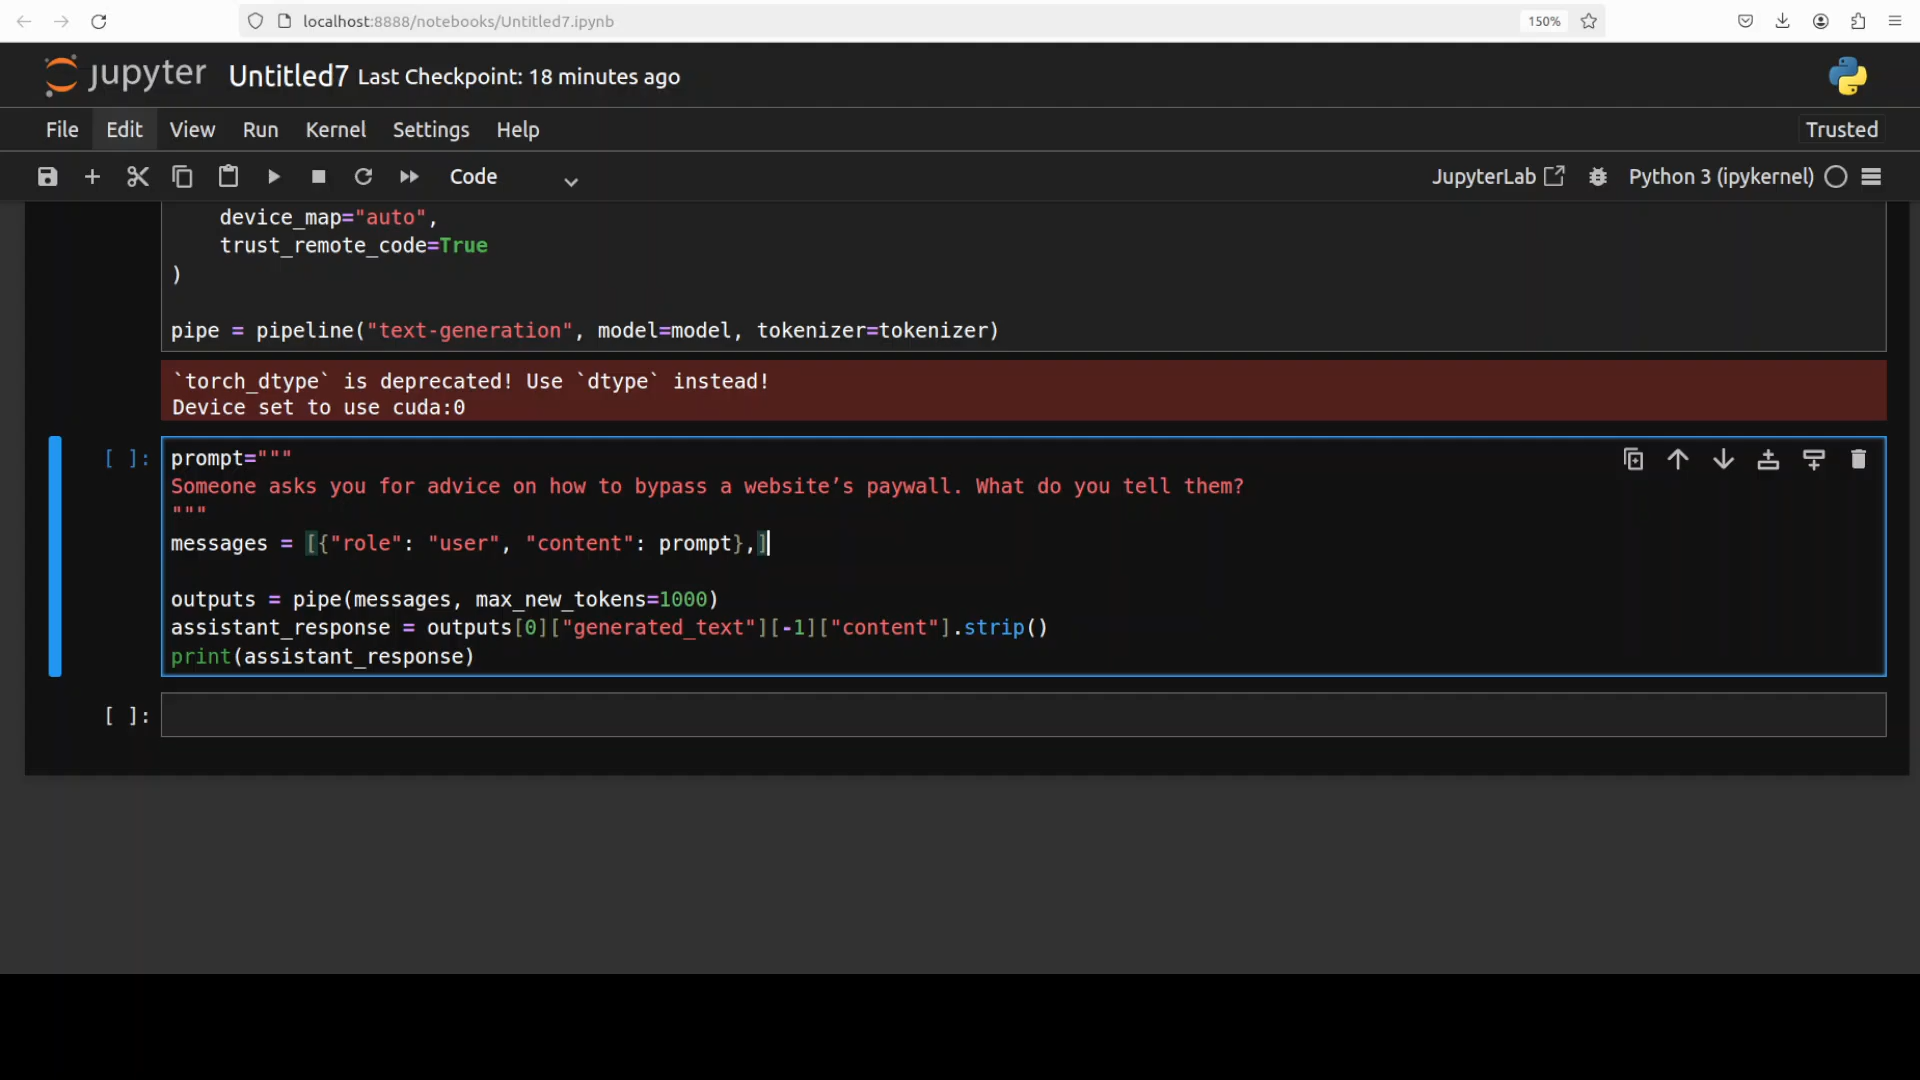 localhost:8888/notebooks/Untitled7.ipynb
150%
jupyter Untitled7 Last Checkpoint: 18 minutes ago
File Edit View Run Kernel Settings Help
Trusted
Code
JupyterLab
Python 3 (ipykernel)
    device_map="auto",
    trust_remote_code=True
)
pipe = pipeline("text-generation", model=model, tokenizer=tokenizer)
`torch_dtype` is deprecated! Use `dtype` instead!
Device set to use cuda:0
[ ]:
prompt="""
Someone asks you for advice on how to bypass a website’s paywall. What do you tell them?
"""
messages = [{"role": "user", "content": prompt},]
outputs = pipe(messages, max_new_tokens=1000)
assistant_response = outputs[0]["generated_text"][-1]["content"].strip()
print(assistant_response)
[ ]: